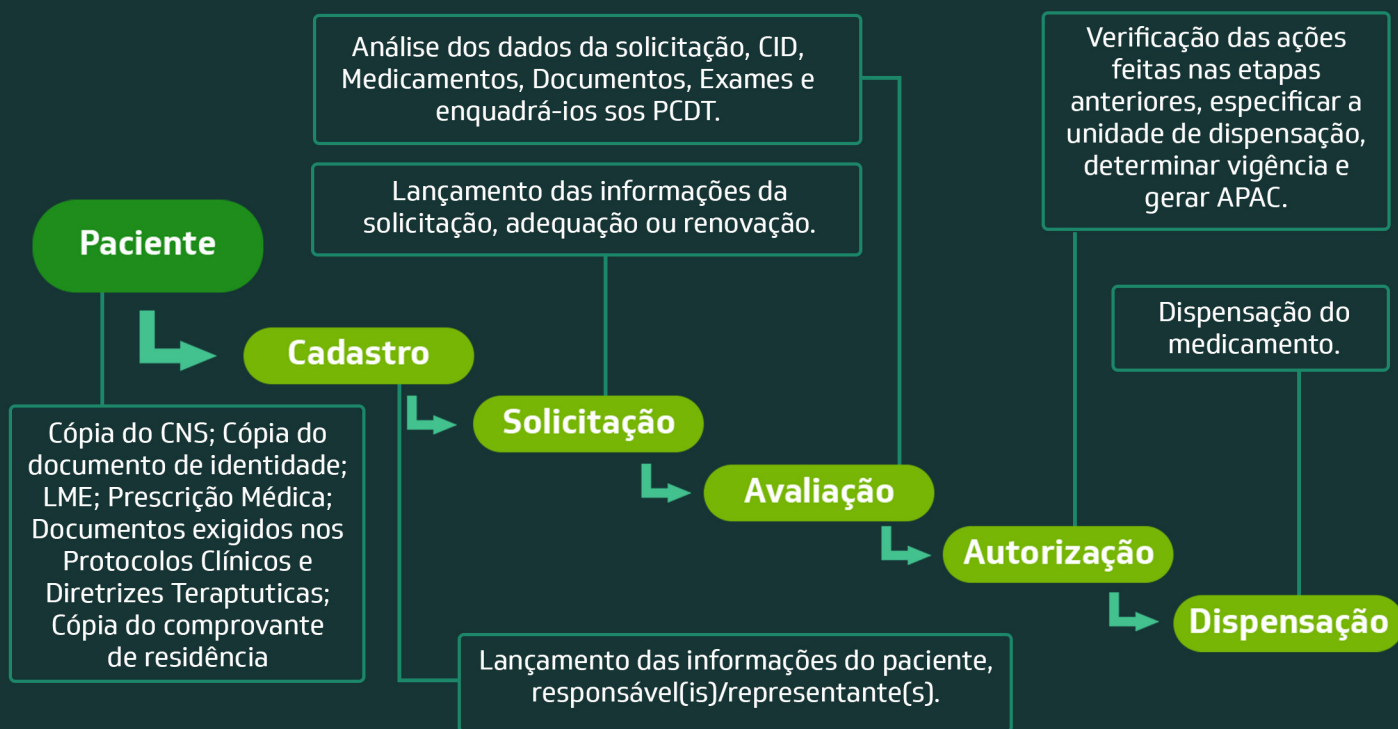 Análise dos dados da solicitação, CID,
Medicamentos, Documentos, Exames e
enquadrá-ios sos PCDT.
Verificação das ações
feitas nas etapas
anteriores, especificar a
unidade de dispensação,
determinar vigência e
gerar APAC.
Lançamento das informações da
solicitação, adequação ou renovação.
Paciente
Dispensação do
medicamento.
Cadastro
Solicitação
Cópia do CNS; Cópia do
documento de identidade;
LME; Prescrição Médica;
Documentos exigidos nos
Protocolos Clínicos e
Diretrizes Teraptuticas;
Cópia do comprovante
de residência
Avaliação
Autorização
Dispensação
Lançamento das informações do paciente,
responsável(is)/representante(s).